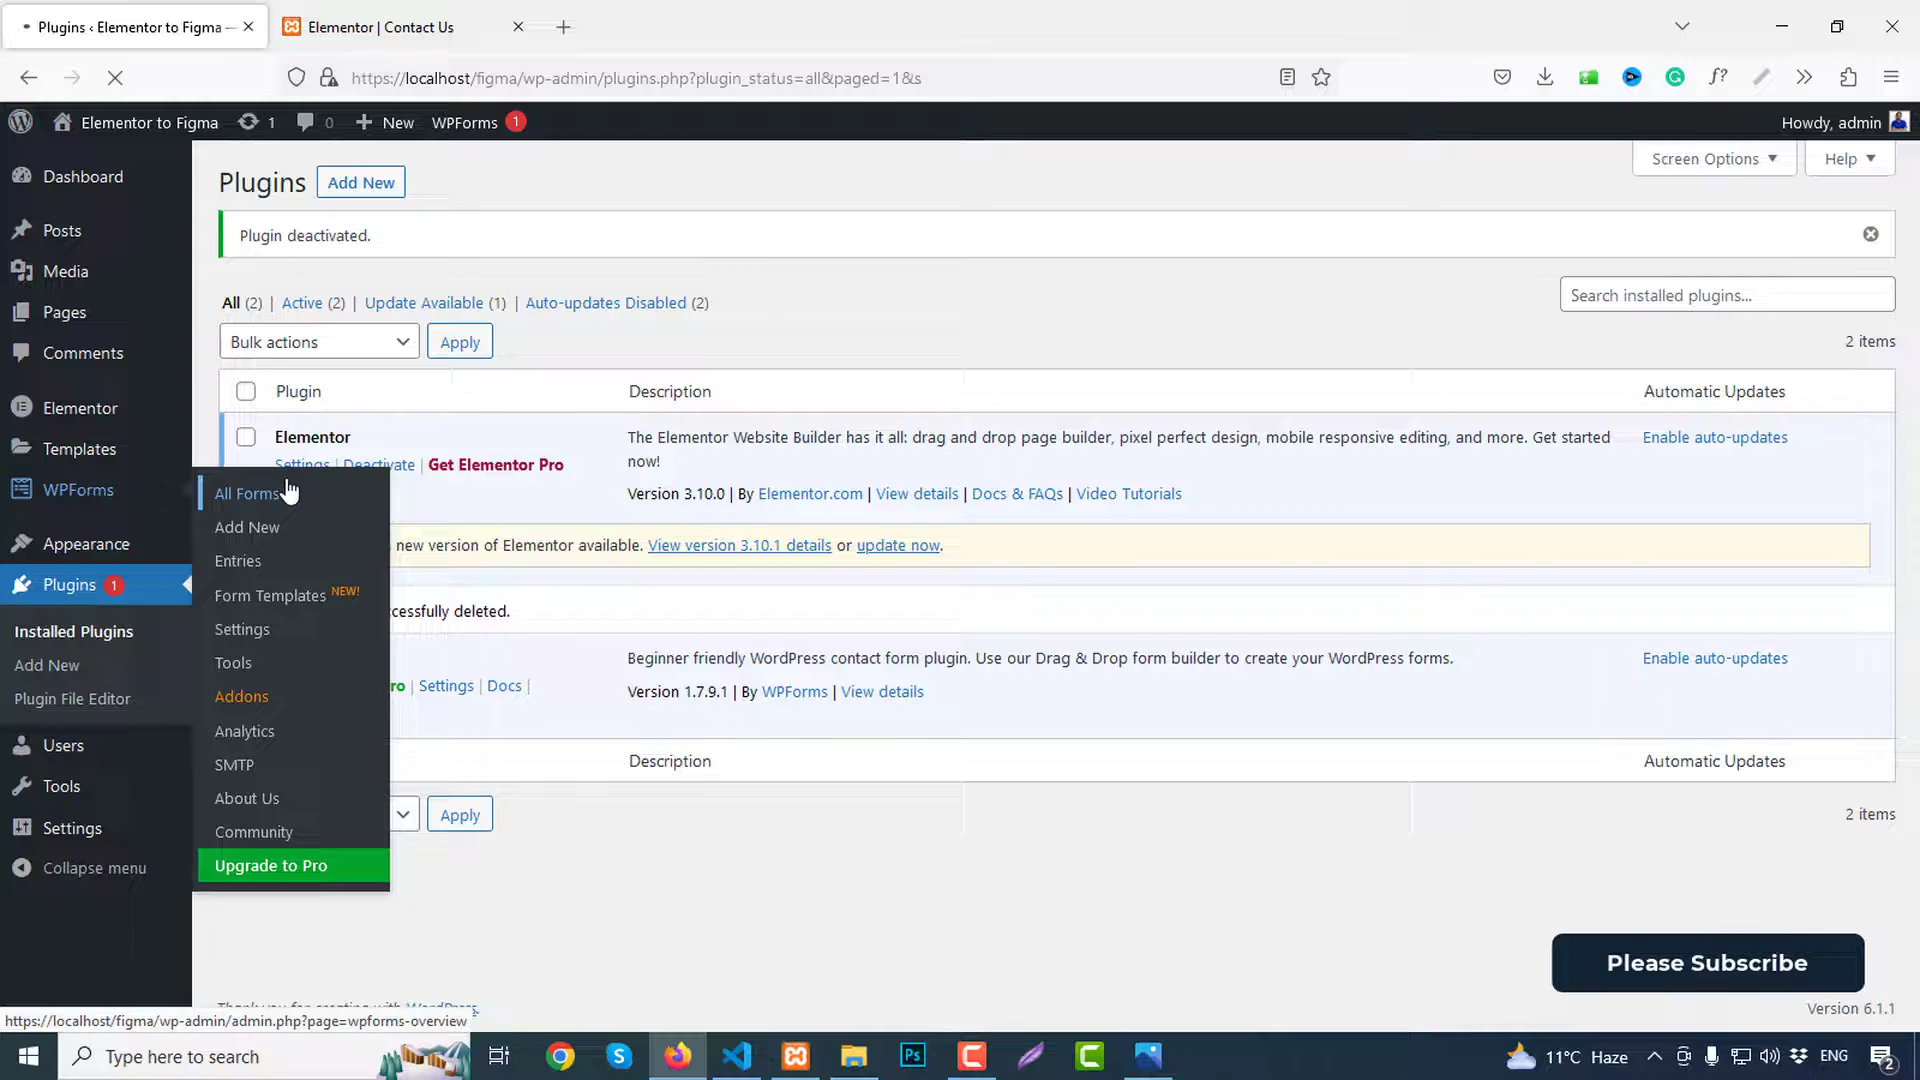 Plugins ‹ Elementor to Figma —
Elementor | Contact Us
https://localhost/figma/wp-admin/plugins.php?plugin_status=all&paged=1&s
f?
Elementor to Figma 1 0 New WPForms 1
Howdy, admin
Screen Options
Help
Dashboard
Posts
Media
Pages
Comments
Elementor
Templates
WPForms
Appearance
Plugins 1
Installed Plugins
Add New
Plugin File Editor
Users
Tools
Settings
Collapse menu
All Forms
Add New
Entries
Form Templates NEW!
Settings
Tools
Addons
Analytics
SMTP
About Us
Community
Upgrade to Pro
Plugins Add New
Plugin deactivated.
All (2) | Active (2) | Update Available (1) | Auto-updates Disabled (2)
Search installed plugins...
Bulk actions Apply
2 items
Plugin Description Automatic Updates
Elementor
Settings | Deactivate | Get Elementor Pro
The Elementor Website Builder has it all: drag and drop page builder, pixel perfect design, mobile responsive editing, and more. Get started
now!
Version 3.10.0 | By Elementor.com | View details | Docs & FAQs | Video Tutorials
Enable auto-updates
new version of Elementor available. View version 3.10.1 details or update now.
ccessfully deleted.
ro | Settings | Docs |
Beginner friendly WordPress contact form plugin. Use our Drag & Drop form builder to create your WordPress forms.
Version 1.7.9.1 | By WPForms | View details
Enable auto-updates
Description Automatic Updates
Apply
2 items
Please Subscribe
Thank you for creating with WordPress.
Version 6.1.1
https://localhost/figma/wp-admin/admin.php?page=wpforms-overview
Type here to search
Ps
11°C Haze
ENG
2